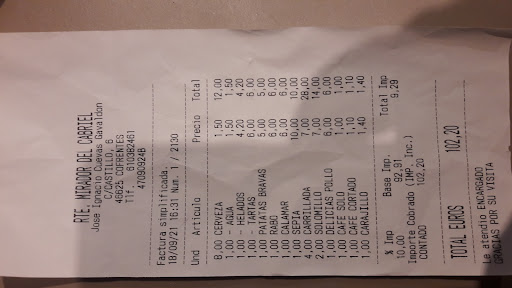 RTE. MIRADOR DEL CABRIEL
Jose Ignacio Cuevas Gavaldon
C/CASTILLO, 6
46625 COFRENTES
Tlf. 610382461
47090924B
Factura simplificada.
18/09/21 16:31 Num. 1 / 2130
Und Articulo Precio Total
8,00 CERVEZA 1,50 12,00
1,00 - AGUA 1,50 1,50
1,00 - HELADOS 4,20 4,20
1,00 - TARTAS 6,00 6,00
1,00 PATATAS BRAVAS 5,00 5,00
1,00 RABO 6,00 6,00
1,00 CALAMAR 6,00 6,00
1,00 SEPIA 10,00 10,00
4,00 CARRILLADA 7,00 28,00
2,00 SOLOMILLO 7,00 14,00
1,00 DELICIAS POLLO 6,00 6,00
1,00 CAFE SOLO 1,00 1,00
1,00 CAFE CORTADO 1,10 1,10
1,00 CARAJILLO 1,40 1,40
% Imp Base Imp. Total Imp
10,00 92,91 9,29
Importe Cobrado (IMP. Inc.)
CONTADO 102,20
TOTAL EUROS 102,20
Le atendio ENCARGADO
GRACIAS POR SU VISITA